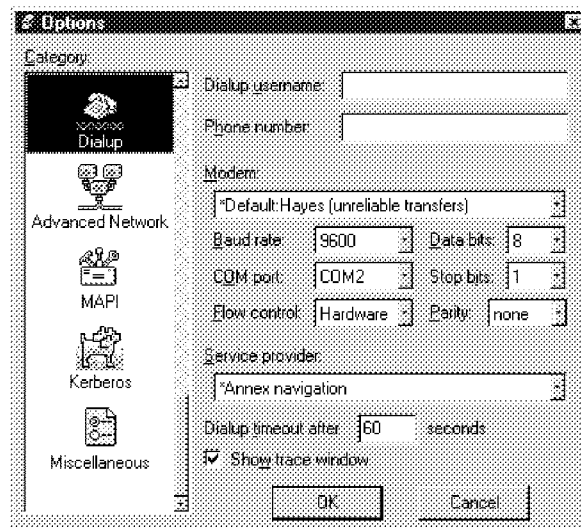 Options
Category:
Dialup
Advanced Network
MAPI
Kerberos
Miscellaneous
Dialup username:
Phone number:
Modem:
*Default:Hayes (unreliable transfers)
Baud rate: 9600 Data bits: 8
COM port: COM2 Stop bits: 1
Flow control: Hardware Parity: none
Service provider:
*Annex navigation
Dialup timeout after 60 seconds
Show trace window
OK Cancel